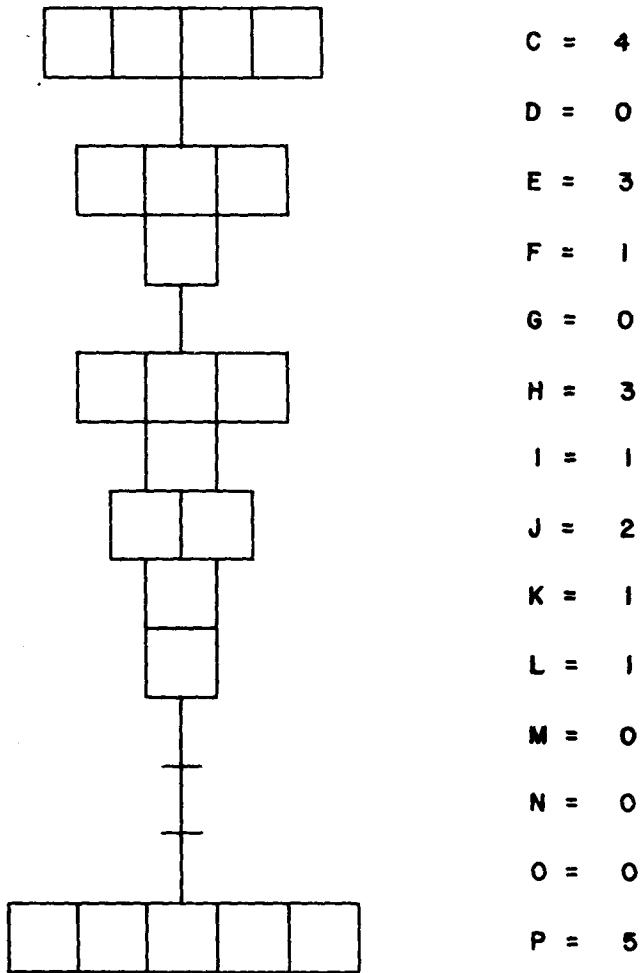 C = 4
D = 0
E = 3
F = 1
G = 0
H = 3
I = 1
J = 2
K = 1
L = 1
M = 0
N = 0
O = 0
P = 5